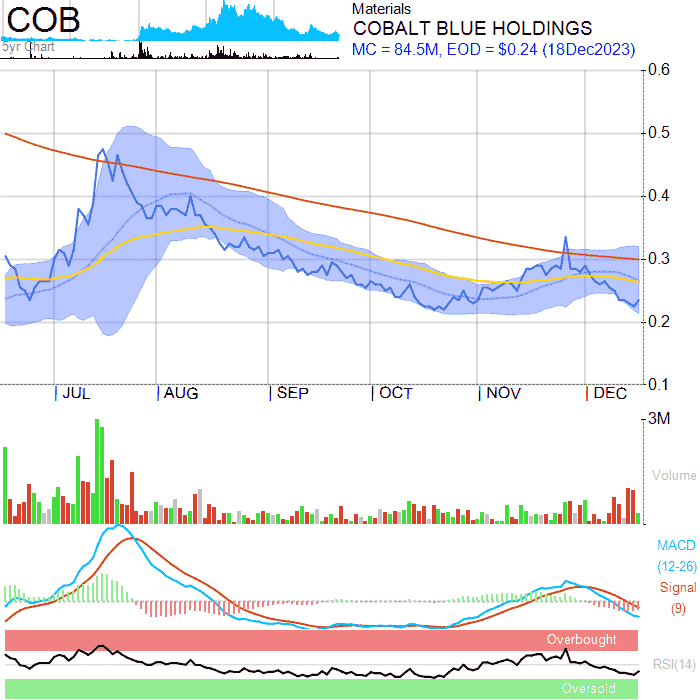 COB
5yr Chart
Materials
COBALT BLUE HOLDINGS
MC = 84.5M, EOD = $0.24 (18Dec2023)
0.6
0.5
0.4
0.3
0.2
0.1
JUL AUG SEP OCT NOV DEC
3M
Volume
MACD
(12-26)
Signal
(9)
Overbought
RSI(14)
Oversold